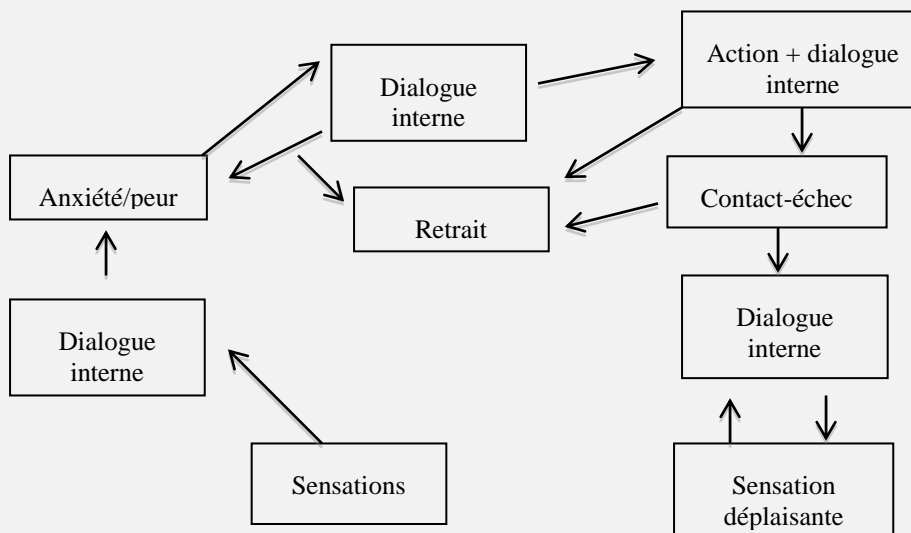 Action + dialogue
interne
Dialogue
interne
Anxiété/peur
Retrait
Contact-échec
Dialogue
interne
Dialogue
interne
Sensations
Sensation
déplaisante